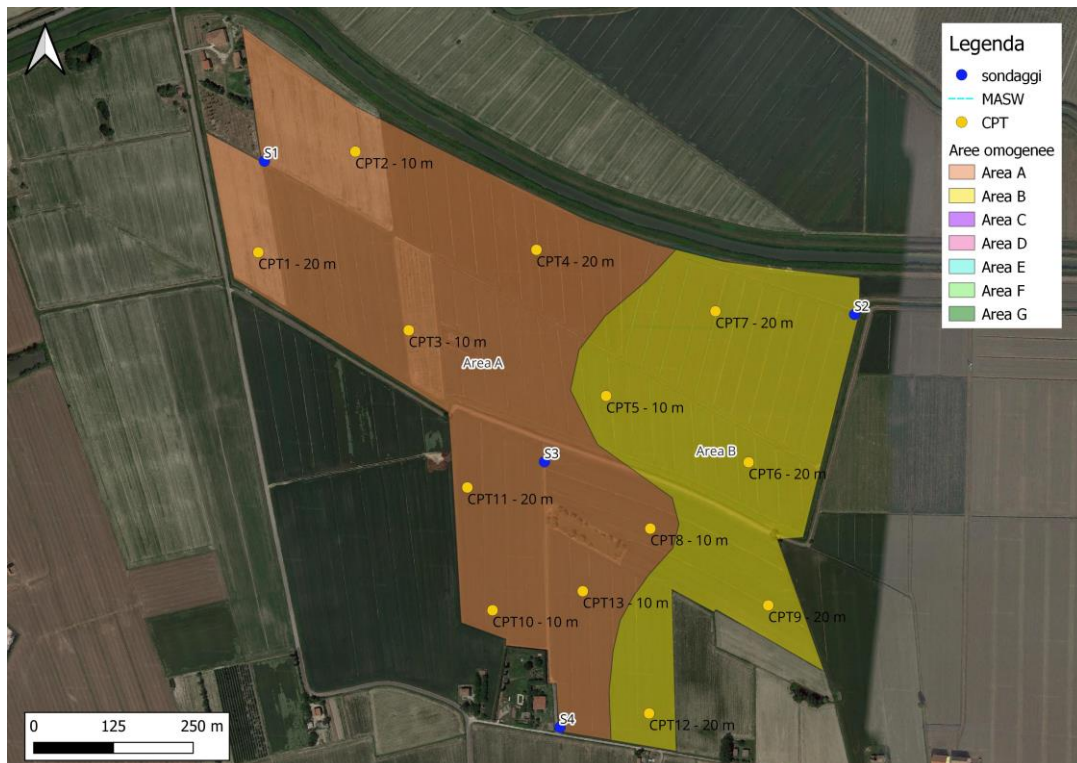 Legenda
sondaggi
MASW
CPT
Aree omogenee
Area A
Area B
Area C
Area D
Area E
Area F
Area G
S1
CPT2 - 10 m
CPT1 - 20 m
CPT4 - 20 m
CPT7 - 20 m
S2
CPT3 - 10 m
Area A
CPT5 - 10 m
Area B
S3
CPT6 - 20 m
CPT11 - 20 m
CPT8 - 10 m
CPT13 - 10 m
CPT10 - 10 m
CPT9 - 20 m
S4
CPT12 - 20 m
0 125 250 m